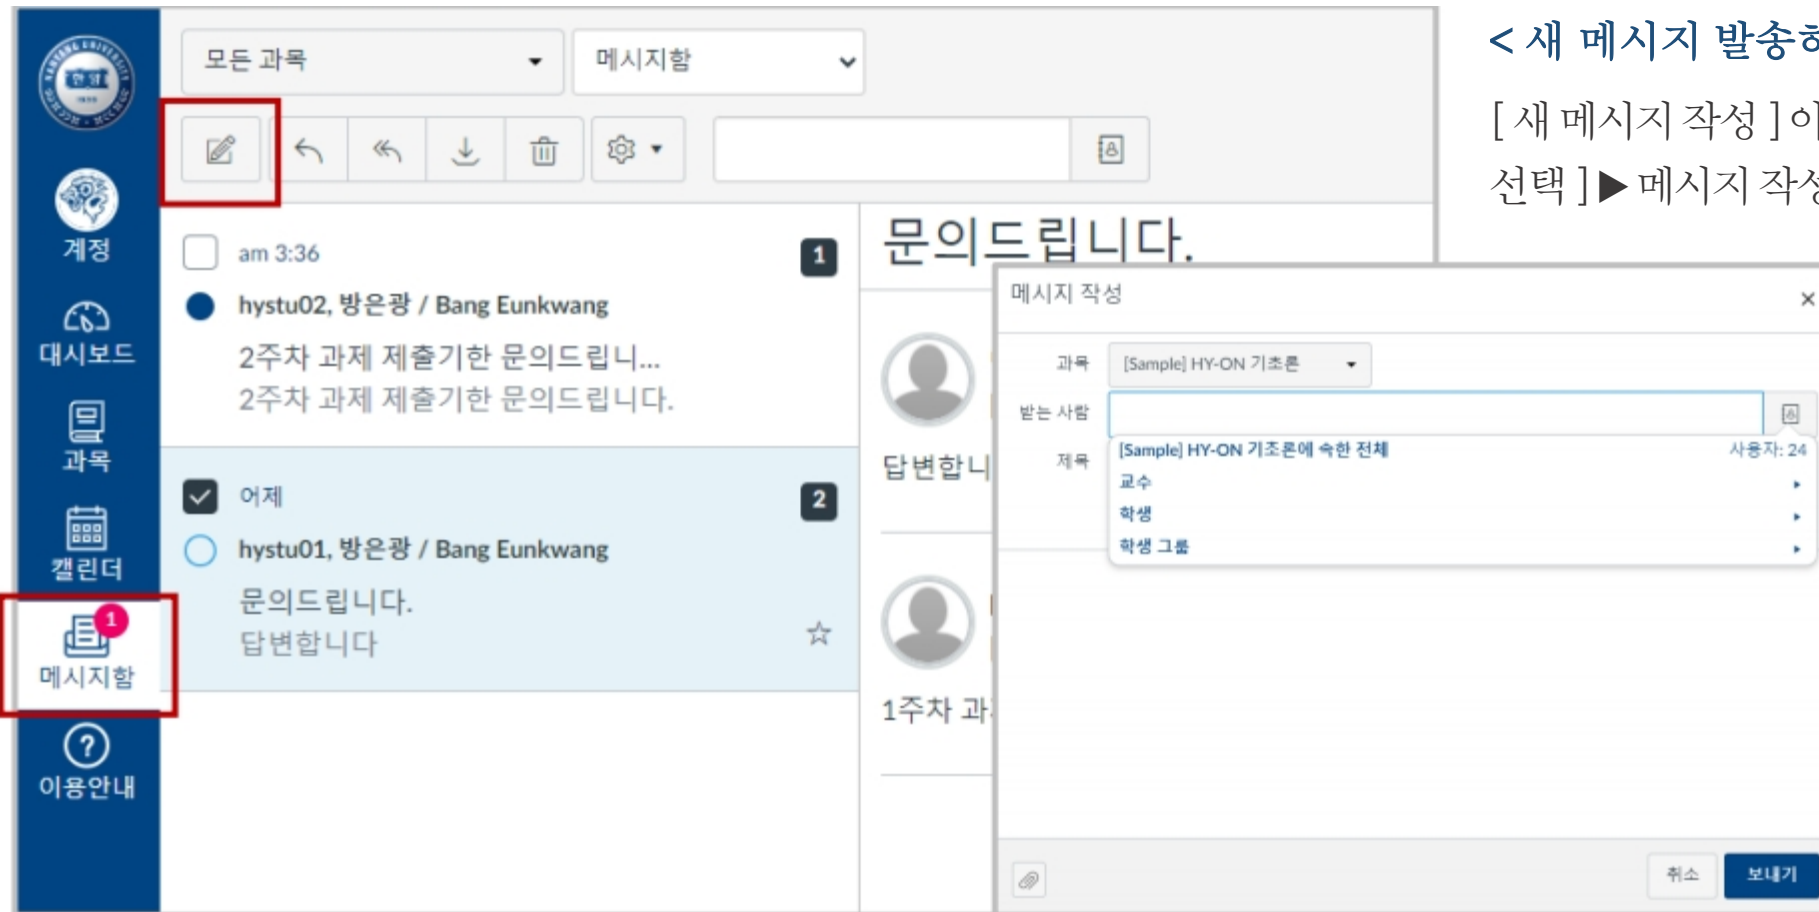 모든 과목
메시지함
< 새 메시지 발송
[ 새 메시지 작성 ]
선택 ]▶ 메시지
계정
대시보드
과목
캘린더
1
메시지함
이용안내
am 3:36
1
hystu02, 방은광 / Bang Eunkwang
2주차 과제 제출기한 문의드립니...
2주차 과제 제출기한 문의드립니다.
어제
2
hystu01, 방은광 / Bang Eunkwang
문의드립니다.
답변합니다
문의드립니다.
답변합니
1주차
메시지 작성
×
과목
[Sample] HY-ON 기초론
받는 사람
제목
[Sample] HY-ON 기초론에 속한 전체
사용자: 24
교수
학생
학생 그룹
취소
보내기